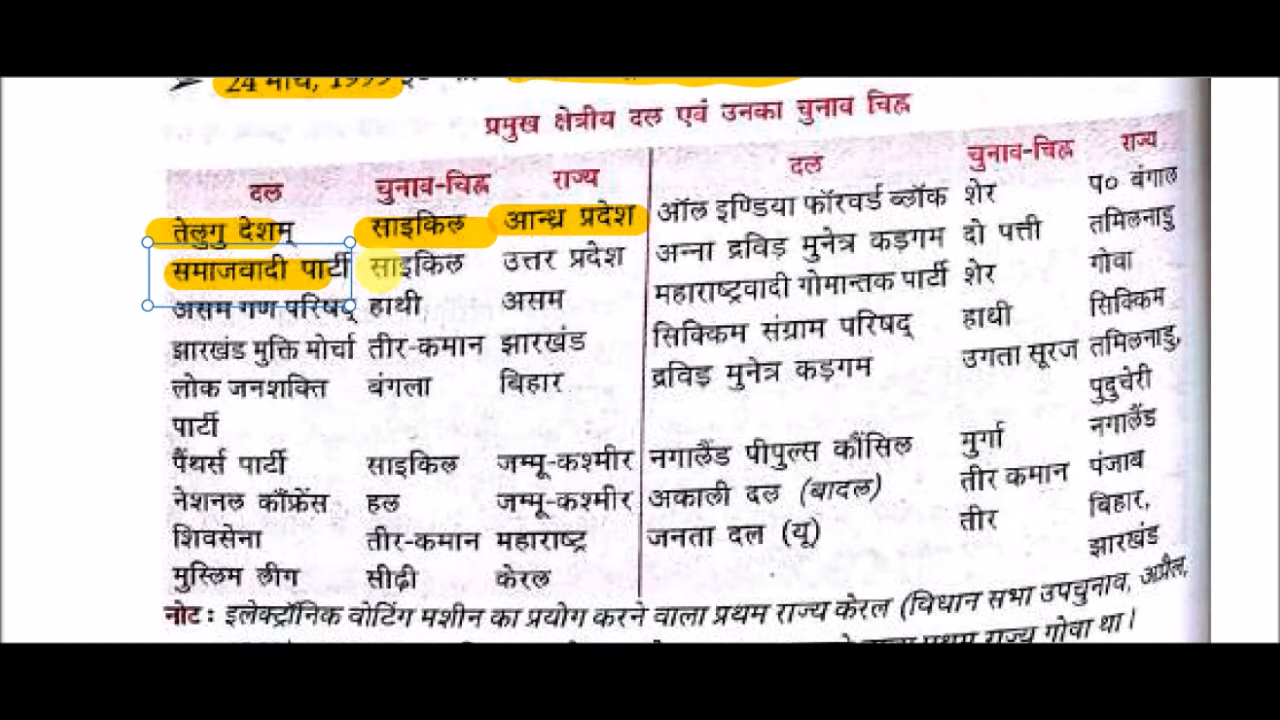 24 मार्च, 1999 ई०
प्रमुख क्षेत्रीय दल एवं उनका चुनाव चिह्न
दल चुनाव-चिह्न राज्य
तेलुगु देशम् साइकिल आन्ध्र प्रदेश
समाजवादी पार्टी साइकिल उत्तर प्रदेश
असम गण परिषद् हाथी असम
झारखंड मुक्ति मोर्चा तीर-कमान झारखंड
लोक जनशक्ति बंगला बिहार
पार्टी
पैंथर्स पार्टी साइकिल जम्मू-कश्मीर
नेशनल कॉंफ्रेंस हल जम्मू-कश्मीर
शिवसेना तीर-कमान महाराष्ट्र
मुस्लिम लीग सीढ़ी केरल
दल चुनाव-चिह्न राज्य
ऑल इण्डिया फॉरवर्ड ब्लॉक शेर प० बंगाल
अन्ना द्रविड़ मुनेत्र कड़गम दो पत्ती तमिलनाडु
महाराष्ट्रवादी गोमान्तक पार्टी शेर गोवा
सिक्किम संग्राम परिषद् हाथी सिक्किम
द्रविड़ मुनेत्र कड़गम उगता सूरज तमिलनाडु,
पुदुचेरी
नगालैंड पीपुल्स कौंसिल मुर्गा नगालैंड
अकाली दल (बादल) तीर कमान पंजाब
जनता दल (यू) तीर बिहार,
झारखंड
नोट : इलेक्ट्रॉनिक वोटिंग मशीन का प्रयोग करने वाला प्रथम राज्य केरल (विधान सभा उपचुनाव, अप्रैल,
वाला प्रथम राज्य गोवा था।